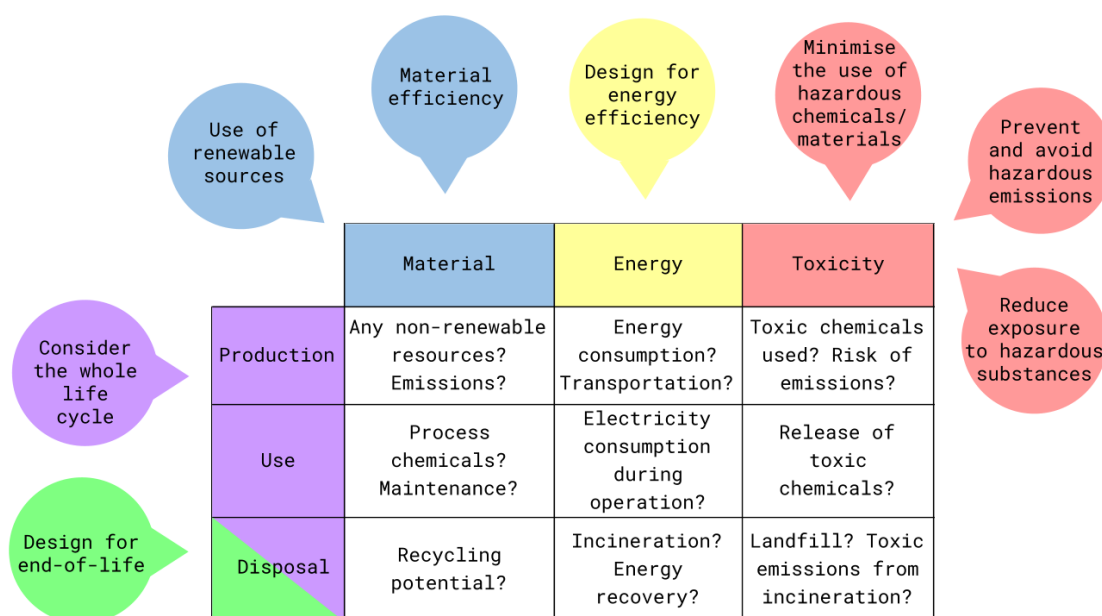 Material
efficiency
Design for
energy
efficiency
Minimise
the use of
hazardous
chemicals/
materials
Use of
renewable
sources
Prevent
and avoid
hazardous
emissions
Material
Energy
Toxicity
Reduce
exposure
to hazardous
substances
Consider
the whole
life
cycle
Production
Any non-renewable
resources?
Emissions?
Energy
consumption?
Transportation?
Toxic chemicals
used? Risk of
emissions?
Use
Process
chemicals?
Maintenance?
Electricity
consumption
during
operation?
Release of
toxic
chemicals?
Design for
end-of-life
Disposal
Recycling
potential?
Incineration?
Energy
recovery?
Landfill? Toxic
emissions from
incineration?